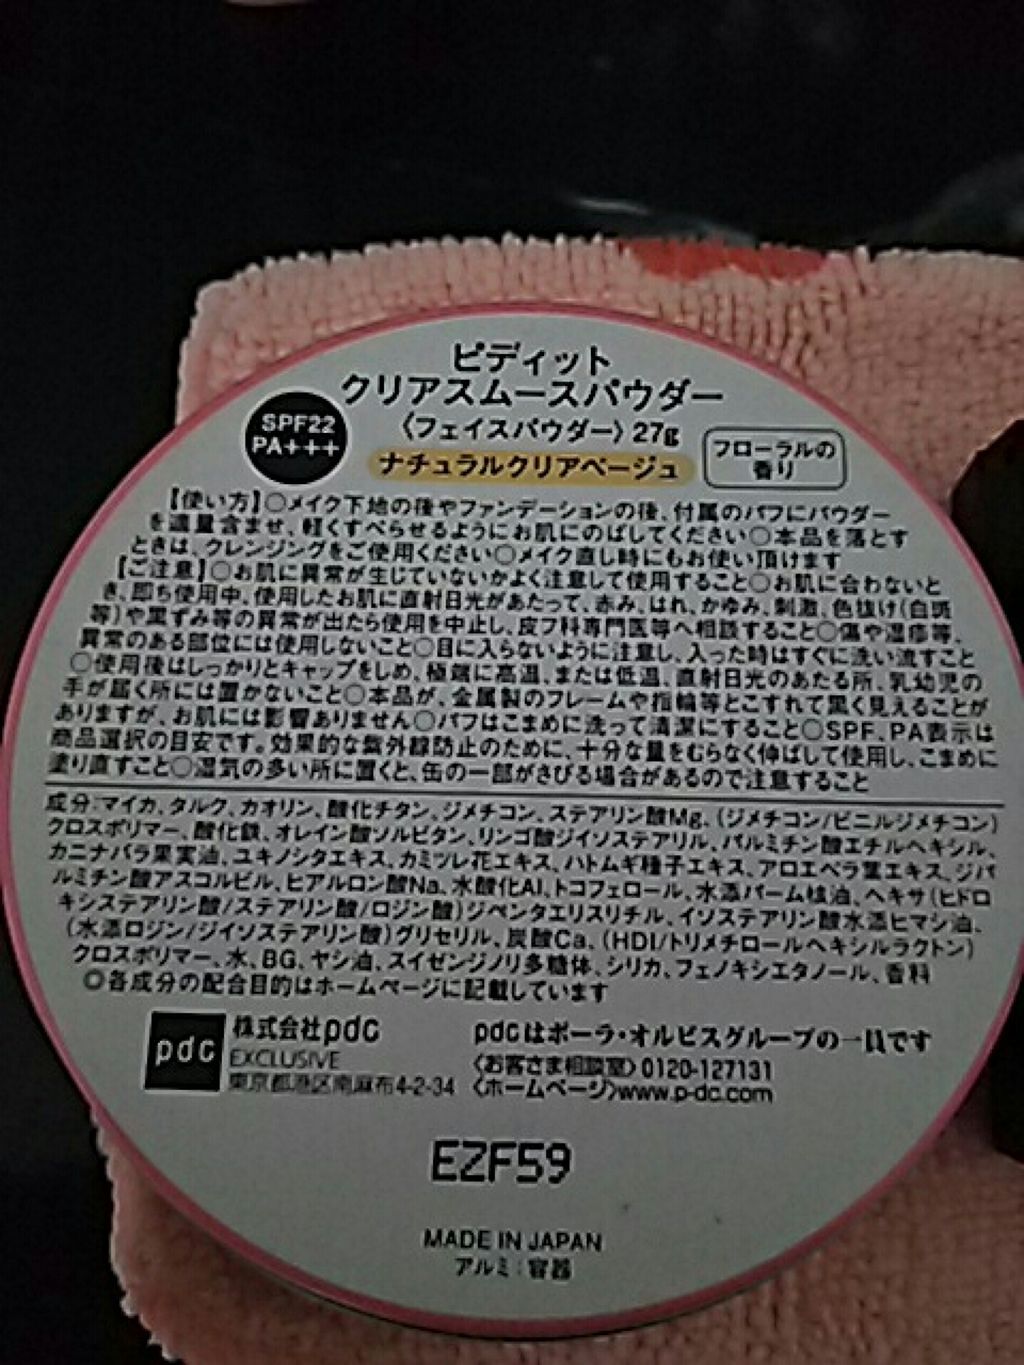 ピディット
クリアスムースパウダー
SPF22
PA+++
〈フェイスパウダー〉27g
ナチュラルクリアベージュ
フローラルの
香り
【使い方】○メイク下地の後やファンデーションの後、付属のパフにパウダー
を適量含ませ、軽くすべらせるようにお肌にのばしてください○本品を落とす
ときは、クレンジングをご使用ください○メイク直し時にもお使い頂けます
【ご注意】○お肌に異常が生じていないかよく注意して使用すること○お肌に合わないと
き、即ち使用中、使用したお肌に直射日光があたって、赤み、はれ、かゆみ、刺激、色抜け(白斑
等)や黒ずみ等の異常が出たら使用を中止し、皮フ科専門医等へ相談すること○傷や湿疹等、
異常のある部位には使用しないこと○目に入らないように注意し、入った時はすぐに洗い流すこと
○使用後はしっかりとキャップをしめ、極端に高温、または低温、直射日光のあたる所、乳幼児の
手が届く所には置かないこと○本品が、金属製のフレームや指輪等とこすれて黒く見えることが
ありますが、お肌には影響ありません○パフはこまめに洗って清潔にすること○SPF、PA表示は
商品選択の目安です。効果的な紫外線防止のために、十分な量をむらなく伸ばして使用し、こまめに
塗り直すこと○湿気の多い所に置くと、缶の一部がさびる場合があるので注意すること
成分:マイカ、タルク、カオリン、酸化チタン、ジメチコン、ステアリン酸Mg、(ジメチコン/ビニルジメチコン)
クロスポリマー、酸化鉄、オレイン酸ソルビタン、リンゴ酸ジイソステアリル、パルミチン酸エチルヘキシル、
カニナバラ果実油、ユキノシタエキス、カミツレ花エキス、ハトムギ種子エキス、アロエベラ葉エキス、ジパ
ルミチン酸アスコルビル、ヒアルロン酸Na、水酸化Al、トコフェロール、水添パーム核油、ヘキサ(ヒドロ
キシステアリン酸/ステアリン酸/ロジン酸)ジペンタエリスリチル、イソステアリン酸水添ヒマシ油、
(水添ロジン/ジイソステアリン酸)グリセリル、炭酸Ca、(HDI/トリメチロールヘキシルラクトン)
クロスポリマー、水、BG、ヤシ油、スイゼンジノリ多糖体、シリカ、フェノキシエタノール、香料
◎各成分の配合目的はホームページに記載しています
pdc
株式会社pdc
EXCLUSIVE
東京都港区南麻布4-2-34
pdcはポーラ・オルビスグループの一員です
〈お客さま相談室〉0120-127131
〈ホームページ〉www.p-dc.com
EZF59
MADE IN JAPAN
アルミ:容器